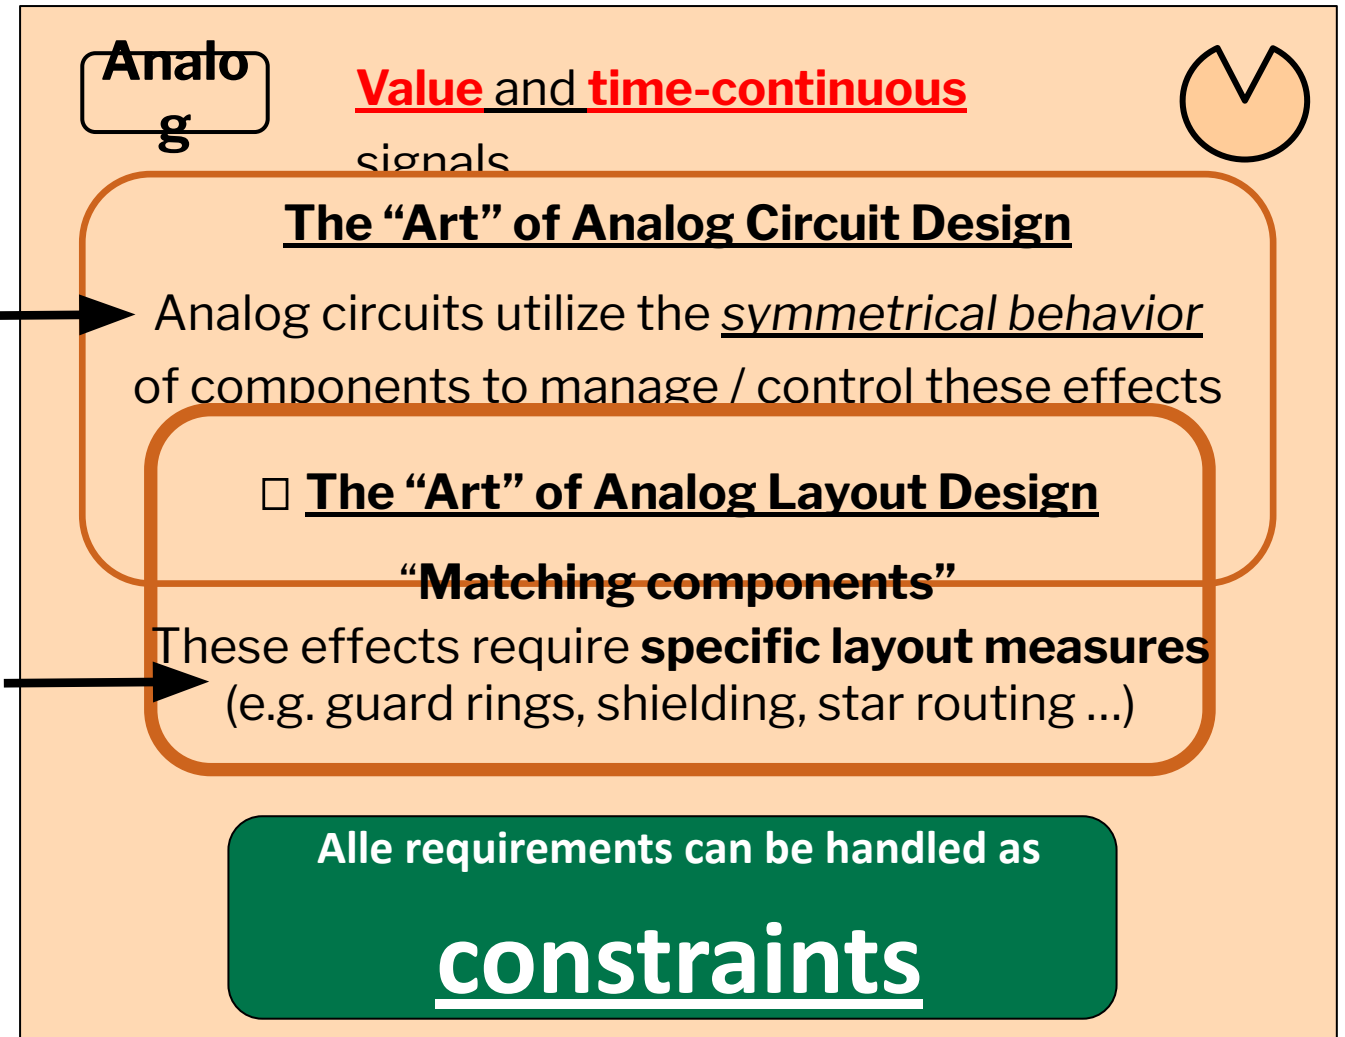 Analo
g
Value and time-continuous
signals
The “Art” of Analog Circuit Design
Analog circuits utilize the symmetrical behavior
of components to manage / control these effects
The “Art” of Analog Layout Design
“Matching components”
These effects require specific layout measures
(e.g. guard rings, shielding, star routing ...)
Alle requirements can be handled as
constraints